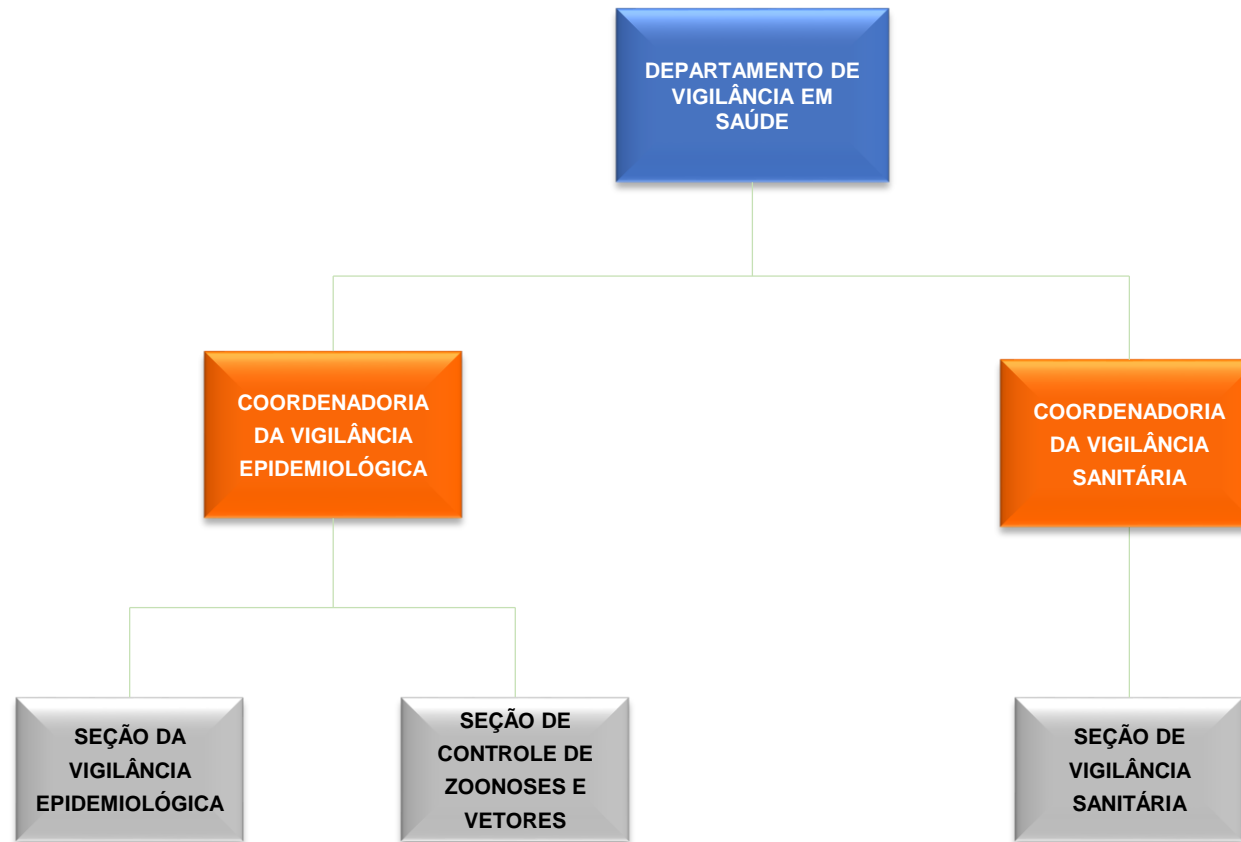 DEPARTAMENTO DE
VIGILÂNCIA EM
SAÚDE
COORDENADORIA
DA VIGILÂNCIA
EPIDEMIOLÓGICA
COORDENADORIA
DA VIGILÂNCIA
SANITÁRIA
SEÇÃO DA
VIGILÂNCIA
EPIDEMIOLÓGICA
SEÇÃO DE
CONTROLE DE
ZOONOSES E
VETORES
SEÇÃO DE
VIGILÂNCIA
SANITÁRIA